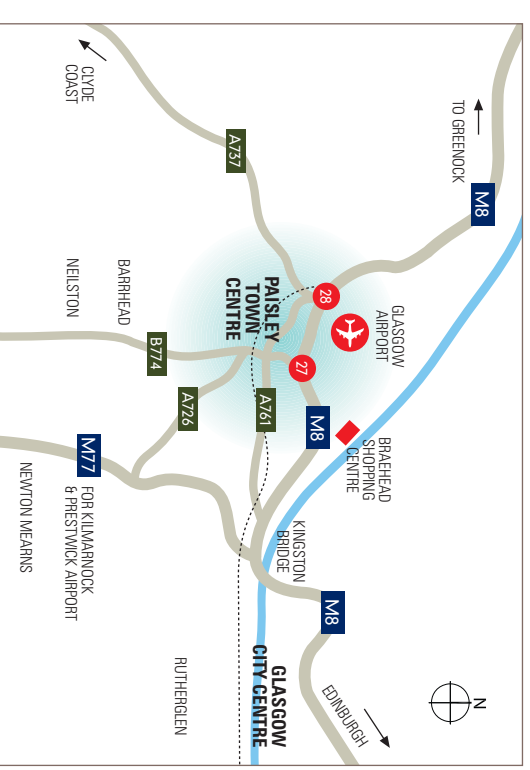 TO GREENOCK
M8
CLYDE
COAST
A737
GLASGOW
AIRPORT
28
27
PAISLEY
TOWN
CENTRE
BARRHEAD
NEILSTON
B774
A726
A761
M8
BRAEHEAD
SHOPPING
CENTRE
M77
FOR KILMARNOCK
& PRESTWICK AIRPORT
NEWTON MEARNS
KINGSTON
BRIDGE
M8
GLASGOW
CITY CENTRE
RUTHERGLEN
EDINBURGH
N